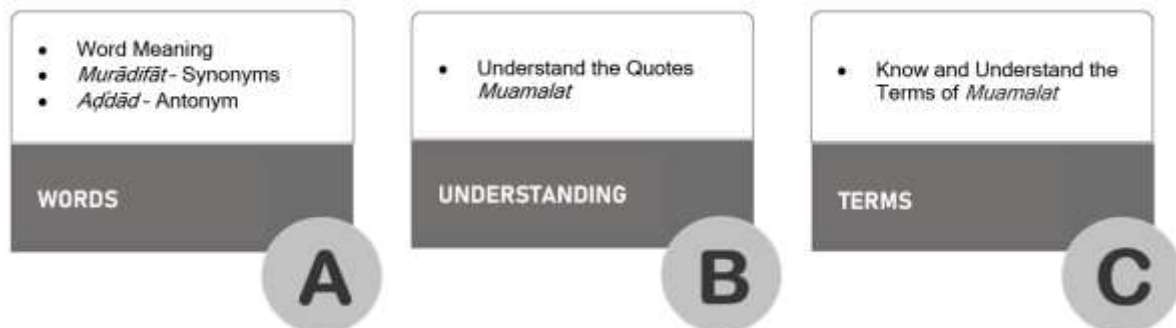 • Word Meaning
• Murādifāt - Synonyms
• Aḍdād - Antonym
WORDS
A
• Understand the Quotes
Muamalat
UNDERSTANDING
B
• Know and Understand the
Terms of Muamalat
TERMS
C